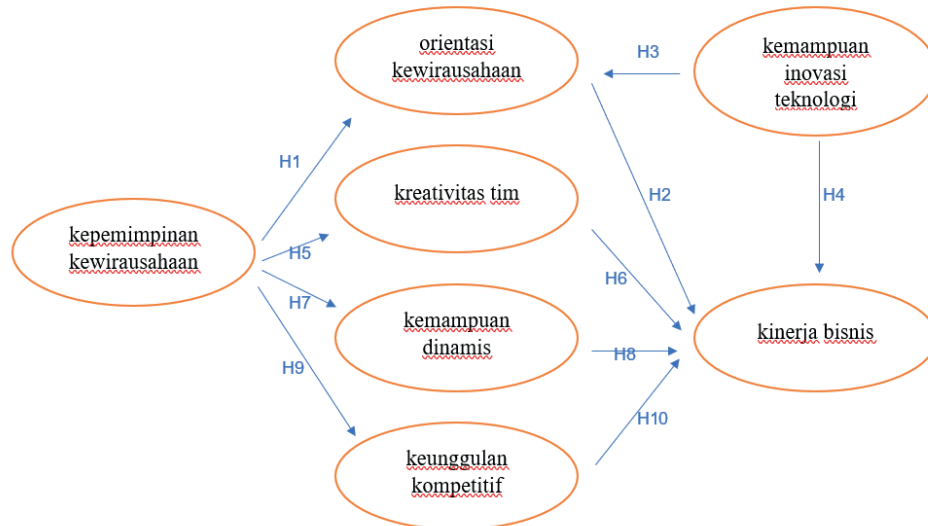 orientasi
kewirausahaan
H3
kemampuan
inovasi
teknologi
H1
kreativitas tim
H2
H4
kepemimpinan
kewirausahaan
H5
H6
H7
kemampuan
dinamis
kinerja bisnis
H8
H9
H10
keunggulan
kompetitif